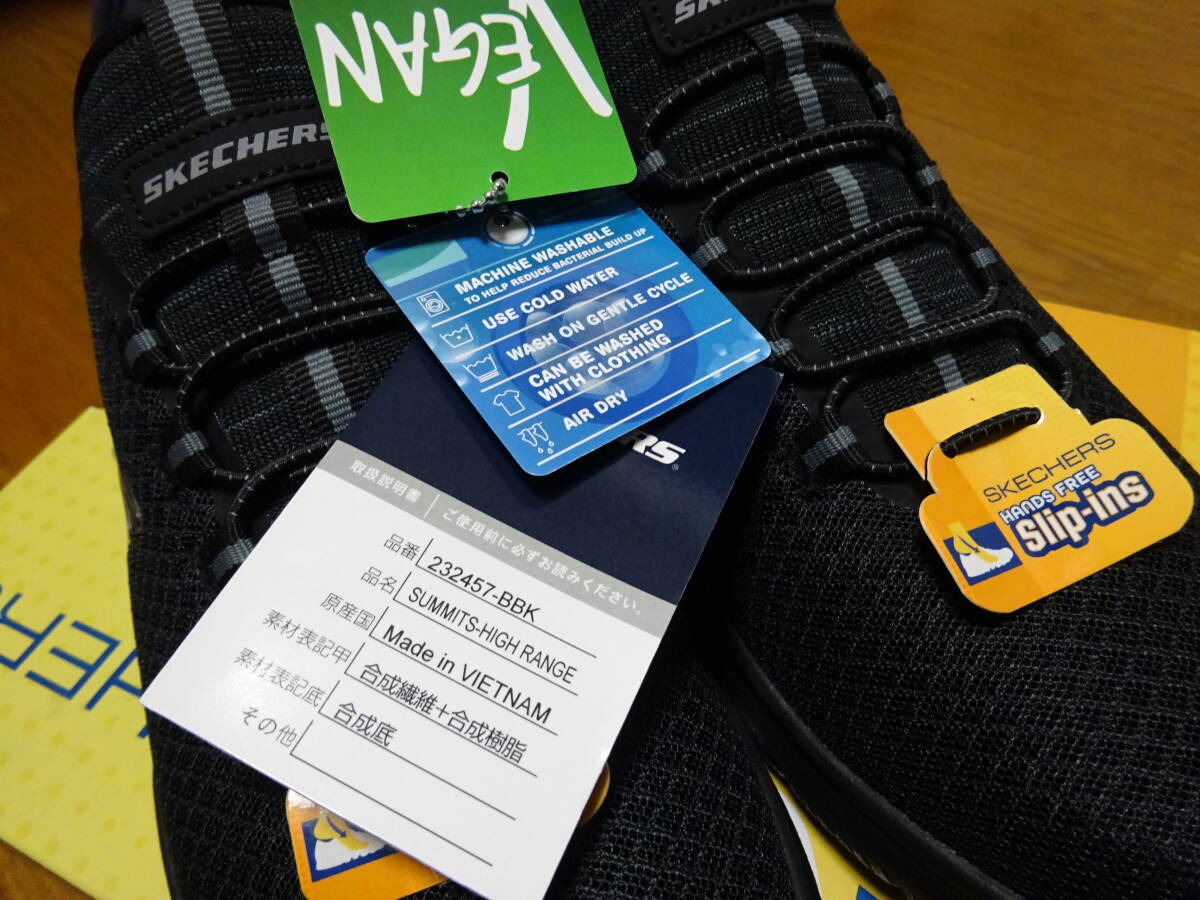 VEGAN
SKECHERS
SKECHERS
MACHINE WASHABLE
TO HELP REDUCE BACTERIAL BUILD UP
USE COLD WATER
WASH ON GENTLE CYCLE
CAN BE WASHED
WITH CLOTHING
AIR DRY
ERS
取扱説明書 ご使用前に必ずお読みください。
品番 232457-BBK
品名 SUMMITS-HIGH RANGE
原産国 Made in VIETNAM
素材表記甲 合成繊維+合成樹脂
素材表記底 合成底
その他
SKECHERS
HANDS FREE
Slip-ins